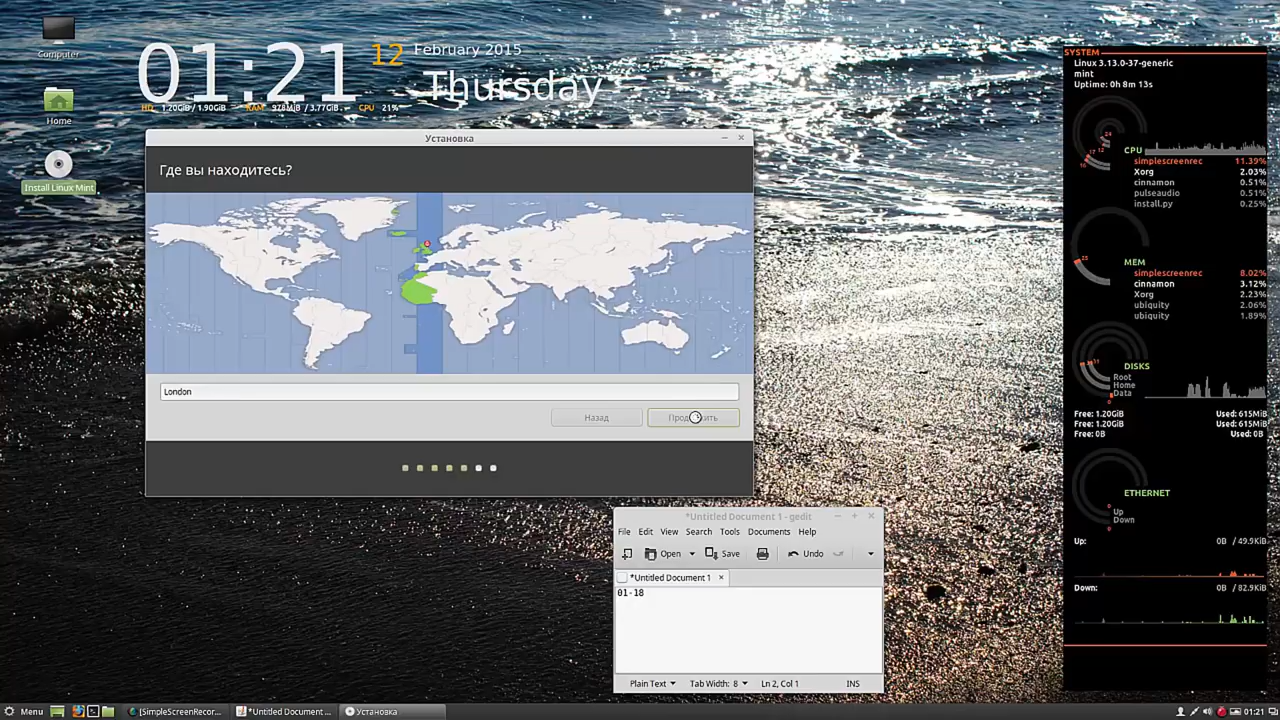 Computer
Home
Install Linux Mint
01:21
12
February 2015
Thursday
HD 1.20GiB / 1.90GiB RAM 978MiB / 3.77GiB CPU 21%
Установка
Где вы находитесь?
London
Назад
*Untitled Document 1 - gedit
File Edit View Search Tools Documents Help
Open Save Undo
*Untitled Document 1
01-18
Plain Text Tab Width: 8 Ln 2, Col 1 INS
SYSTEM
Linux 3.13.0-37-generic
mint
Uptime: 0h 8m 13s
CPU
simplescreenrec 11.39%
Xorg 2.03%
cinnamon 0.51%
pulseaudio 0.51%
install.py 0.25%
MEM
simplescreenrec 8.02%
cinnamon 3.12%
Xorg 2.23%
ubiquity 2.06%
ubiquity 1.89%
DISKS
Root
Home
Data
Free: 1.20GiB Used: 615MiB
Free: 1.20GiB Used: 615MiB
Free: 0B Used: 0B
ETHERNET
Up
Down
Up: 0B / 49.9KiB
Down: 0B / 82.9KiB
Menu [SimpleScreenRecor... *Untitled Document ... Установка 01:21